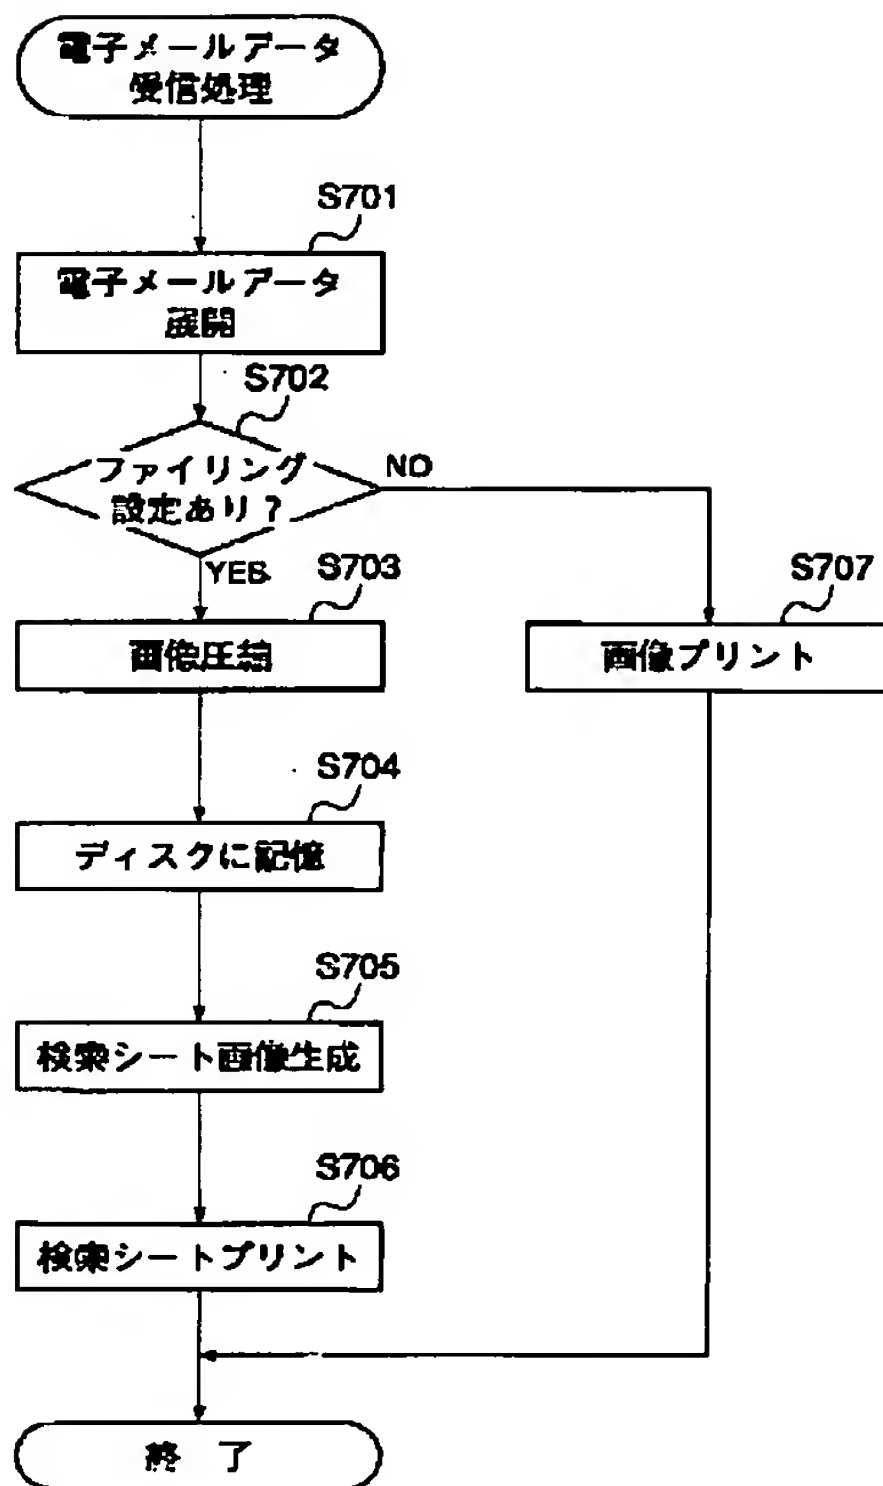 電子メールデータ
受信処理
S701
電子メールデータ
展開
S702
ファイリング
設定あり？
NO
YES
S703
画像圧縮
S707
画像プリント
S704
ディスクに記憶
S705
検索シート画像生成
S706
検索シートプリント
終 了